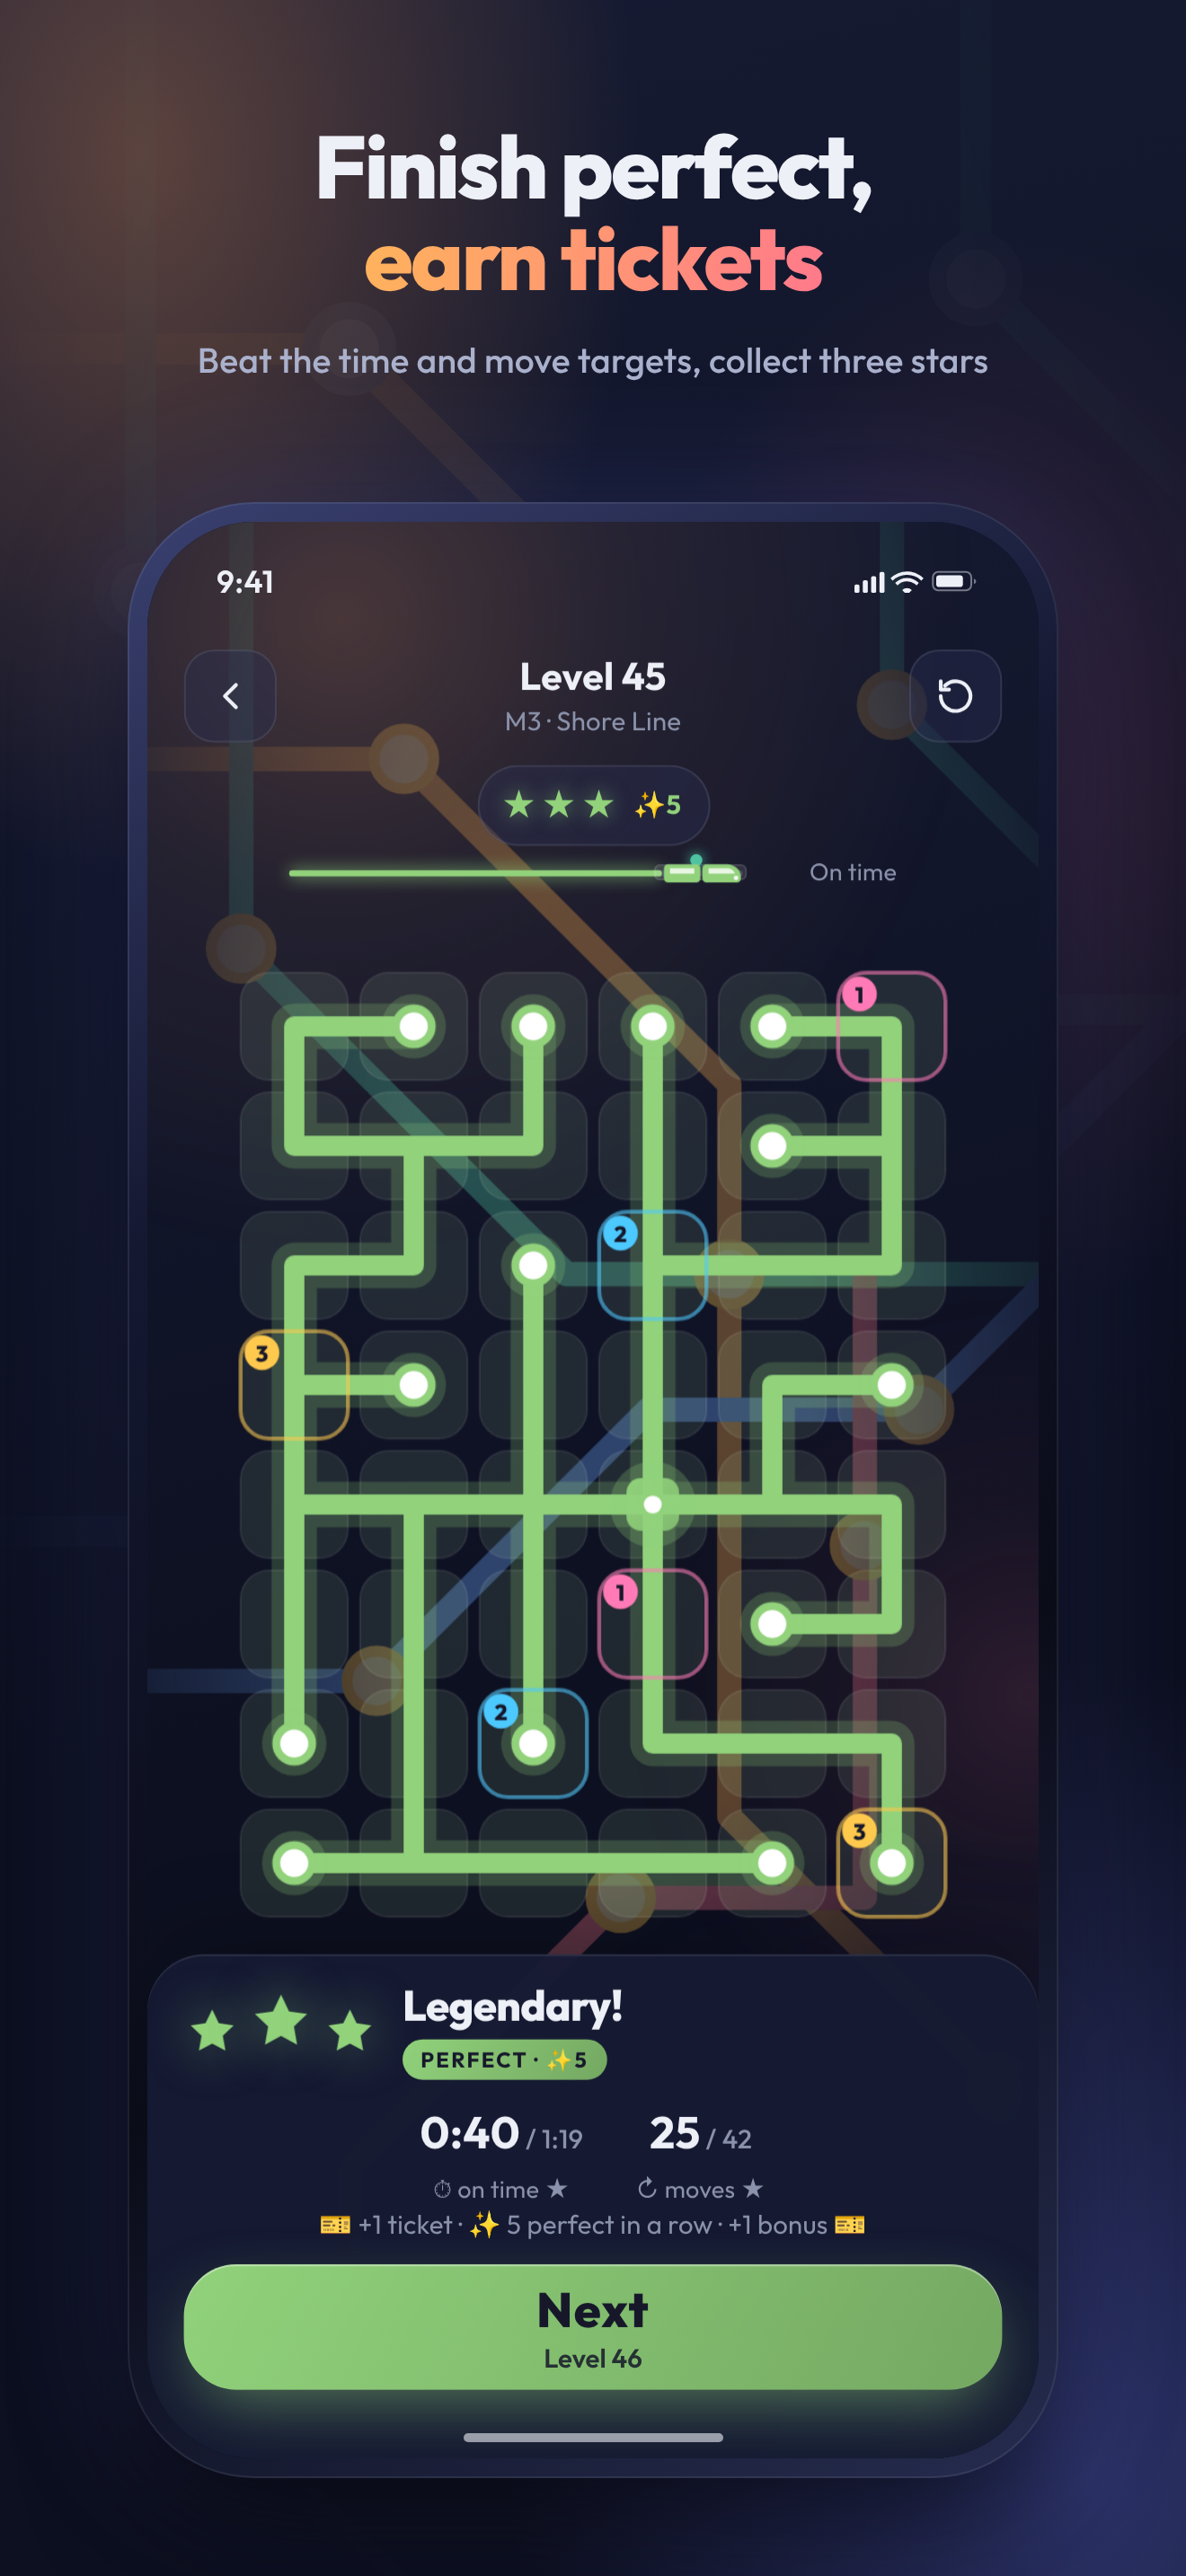 Finish perfect,
earn tickets
Beat the time and move targets, collect three stars
9:41
Level 45
M3 · Shore Line
★ ★ ★ ✨5
On time
1
2
3
1
2
3
Legendary!
PERFECT · ✨5
0:40 / 1:19 25 / 42
⏱ on time ★ ↻ moves ★
🎫 +1 ticket · ✨ 5 perfect in a row · +1 bonus 🎫
Next
Level 46